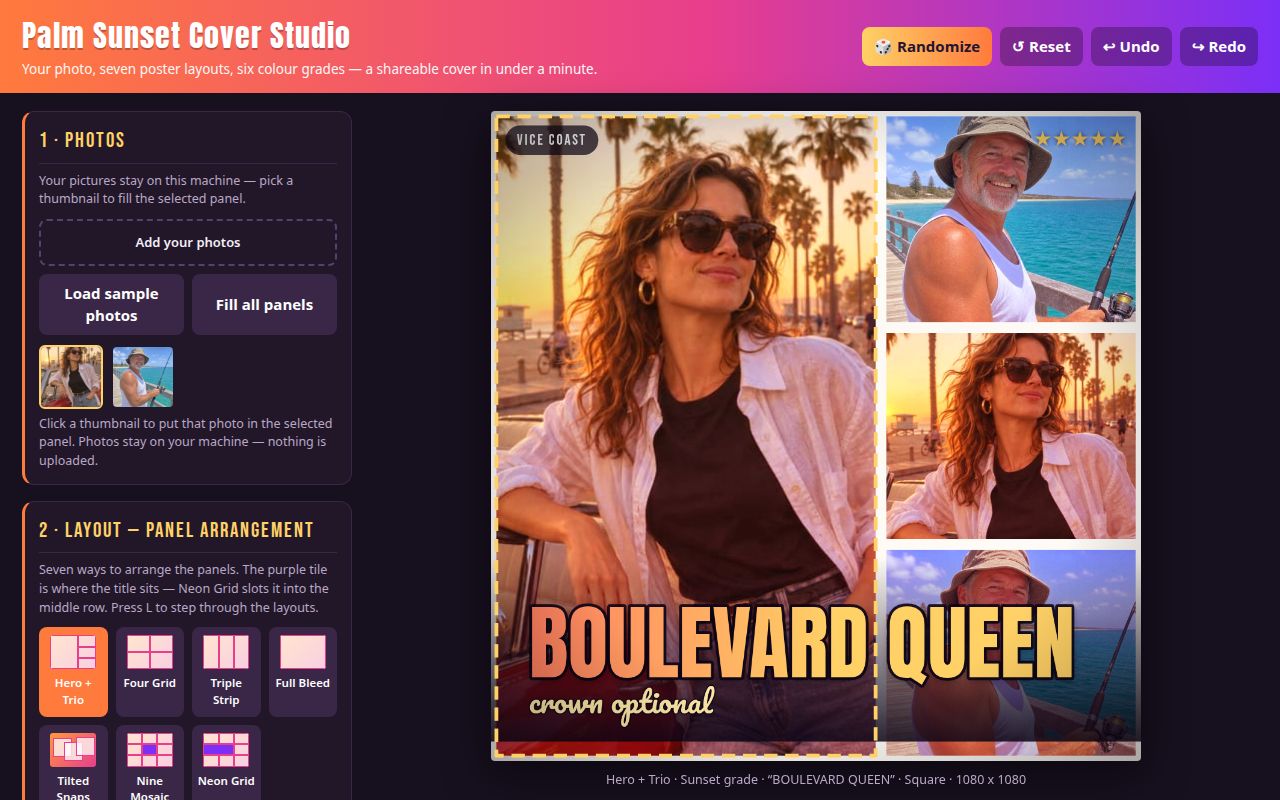 Palm Sunset Cover Studio
Your photo, seven poster layouts, six colour grades — a shareable cover in under a minute.
🎲 Randomize
↺ Reset
↩ Undo
↪ Redo
1 · PHOTOS
Your pictures stay on this machine — pick a
thumbnail to fill the selected panel.
Add your photos
Load sample
photos
Fill all panels
Click a thumbnail to put that photo in the selected
panel. Photos stay on your machine — nothing is
uploaded.
2 · LAYOUT — PANEL ARRANGEMENT
Seven ways to arrange the panels. The purple tile
is where the title sits — Neon Grid slots it into the
middle row. Press L to step through the layouts.
Hero +
Trio
Four Grid
Triple
Strip
Full Bleed
Tilted
Snaps
Nine
Mosaic
Neon Grid
VICE COAST
★★★★★
BOULEVARD QUEEN
crown optional
Hero + Trio · Sunset grade · “BOULEVARD QUEEN” · Square · 1080 x 1080